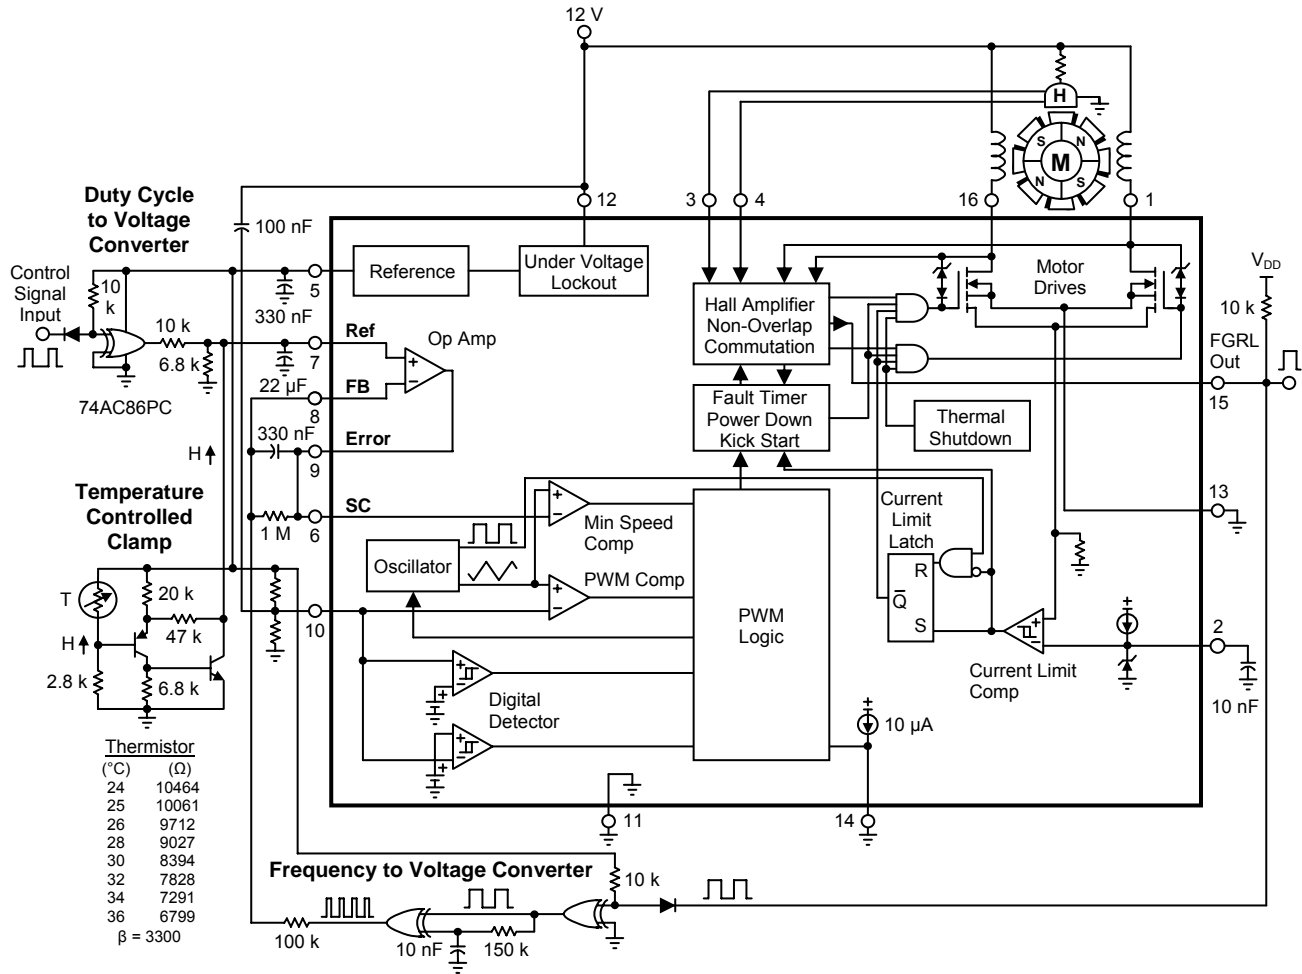 12 V
H
S
N
M
N
S
Duty Cycle
to Voltage
Converter
100 nF
12
3
4
16
1
Control
Signal
Input
10
k
5
Reference
Under Voltage
Lockout
Motor
Drives
V_DD
10 k
330 nF
10 k
6.8 k
7
Ref
Op Amp
+
−
Hall Amplifier
Non-Overlap
Commutation
FGRL
Out
15
74AC86PC
22 µF
8
FB
Fault Timer
Power Down
Kick Start
Thermal
Shutdown
330 nF
9
Error
H
Temperature
Controlled
Clamp
SC
1 M
6
+
−
Min Speed
Comp
Current
Limit
Latch
13
Oscillator
R
Q̄
S
T
20 k
47 k
H
2.8 k
6.8 k
10
+
−
PWM Comp
PWM
Logic
+
−
Current Limit
Comp
2
10 nF
+
−
Digital
Detector
+
−
10 µA
11
14
Thermistor
(°C) (Ω)
24 10464
25 10061
26 9712
28 9027
30 8394
32 7828
34 7291
36 6799
β = 3300
Frequency to Voltage Converter
10 k
100 k
10 nF
150 k